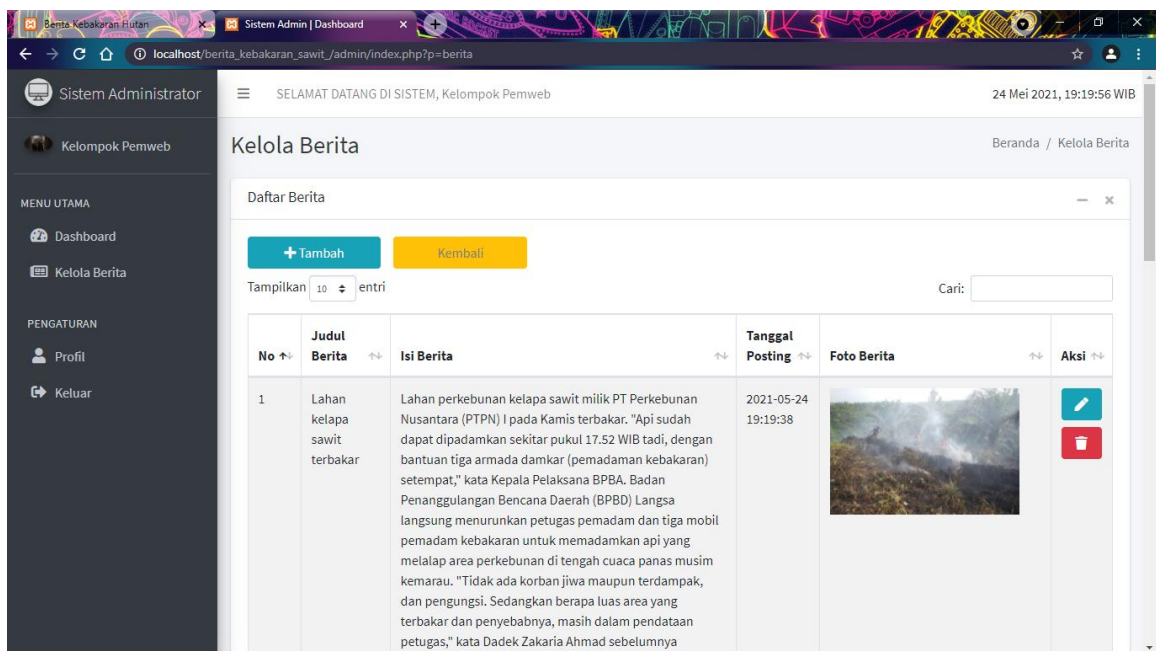 Berita Kebakaran Hutan
Sistem Admin | Dashboard
localhost/berita_kebakaran_sawit_/admin/index.php?p=berita
Sistem Administrator
SELAMAT DATANG DI SISTEM, Kelompok Pemweb
24 Mei 2021, 19:19:56 WIB
Kelompok Pemweb
Kelola Berita
Beranda / Kelola Berita
MENU UTAMA
Dashboard
Kelola Berita
PENGATURAN
Profil
Keluar
Daftar Berita
Tambah
Kembali
Tampilkan 10 entri
Cari:
No
Judul
Berita
Isi Berita
Tanggal
Posting
Foto Berita
Aksi
1
Lahan
kelapa
sawit
terbakar
Lahan perkebunan kelapa sawit milik PT Perkebunan
Nusantara (PTPN) I pada Kamis terbakar. "Api sudah
dapat dipadamkan sekitar pukul 17.52 WIB tadi, dengan
bantuan tiga armada damkar (pemadaman kebakaran)
setempat," kata Kepala Pelaksana BPBA. Badan
Penanggulangan Bencana Daerah (BPBD) Langsa
langsung menurunkan petugas pemadam dan tiga mobil
pemadam kebakaran untuk memadamkan api yang
melalap area perkebunan di tengah cuaca panas musim
kemarau. "Tidak ada korban jiwa maupun terdampak,
dan pengungsi. Sedangkan berapa luas area yang
terbakar dan penyebabnya, masih dalam pendataan
petugas," kata Dadek Zakaria Ahmad sebelumnya
2021-05-24
19:19:38